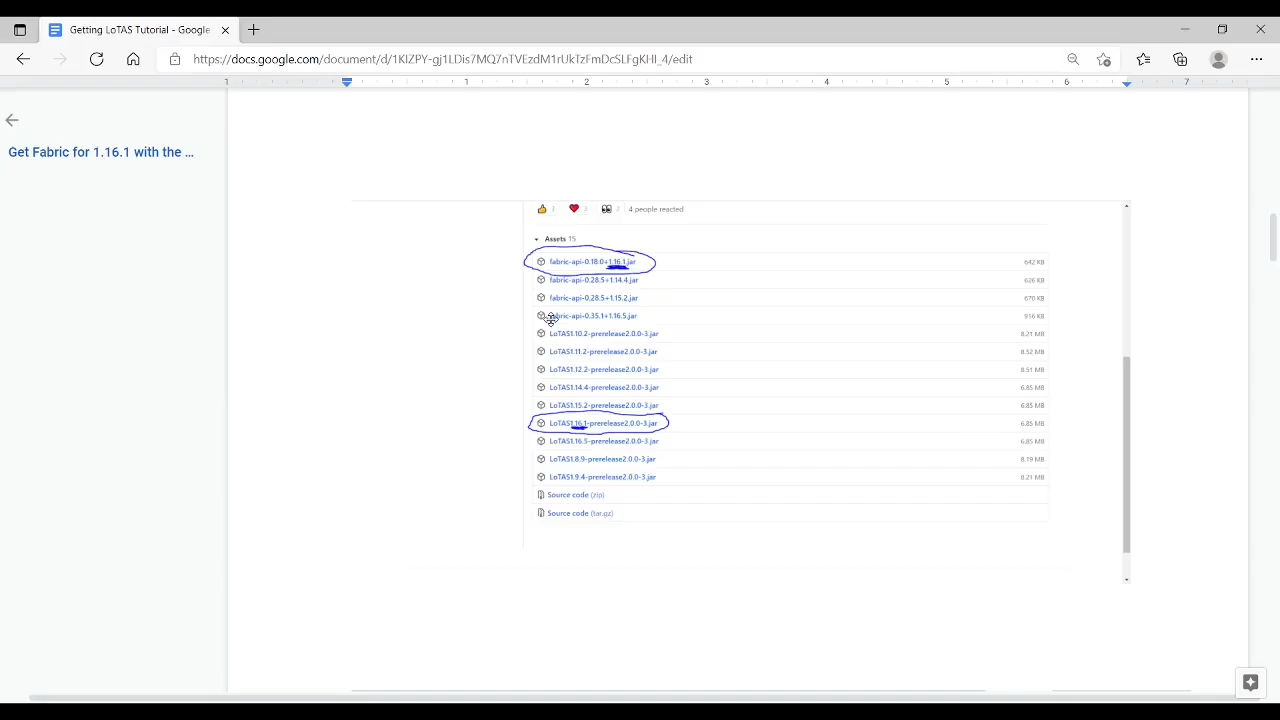 Getting LoTAS Tutorial - Google
https://docs.google.com/document/d/1KIZPY-gj1LDis7MQ7nTVEzdM1rUkTzFmDcSLFgKHI_4/edit
1 1 2 3 4 5 6 7
Get Fabric for 1.16.1 with the ...
4 people reacted
Assets 15
fabric-api-0.18.0+1.16.1.jar 642 KB
fabric-api-0.28.5+1.14.4.jar 626 KB
fabric-api-0.28.5+1.15.2.jar 670 KB
fabric-api-0.35.1+1.16.5.jar 916 KB
LoTAS1.10.2-prerelease2.0.0-3.jar 8.21 MB
LoTAS1.11.2-prerelease2.0.0-3.jar 8.52 MB
LoTAS1.12.2-prerelease2.0.0-3.jar 8.51 MB
LoTAS1.14.4-prerelease2.0.0-3.jar 6.85 MB
LoTAS1.15.2-prerelease2.0.0-3.jar 6.85 MB
LoTAS1.16.1-prerelease2.0.0-3.jar 6.85 MB
LoTAS1.16.5-prerelease2.0.0-3.jar 6.85 MB
LoTAS1.8.9-prerelease2.0.0-3.jar 8.19 MB
LoTAS1.9.4-prerelease2.0.0-3.jar 8.21 MB
Source code (zip)
Source code (tar.gz)